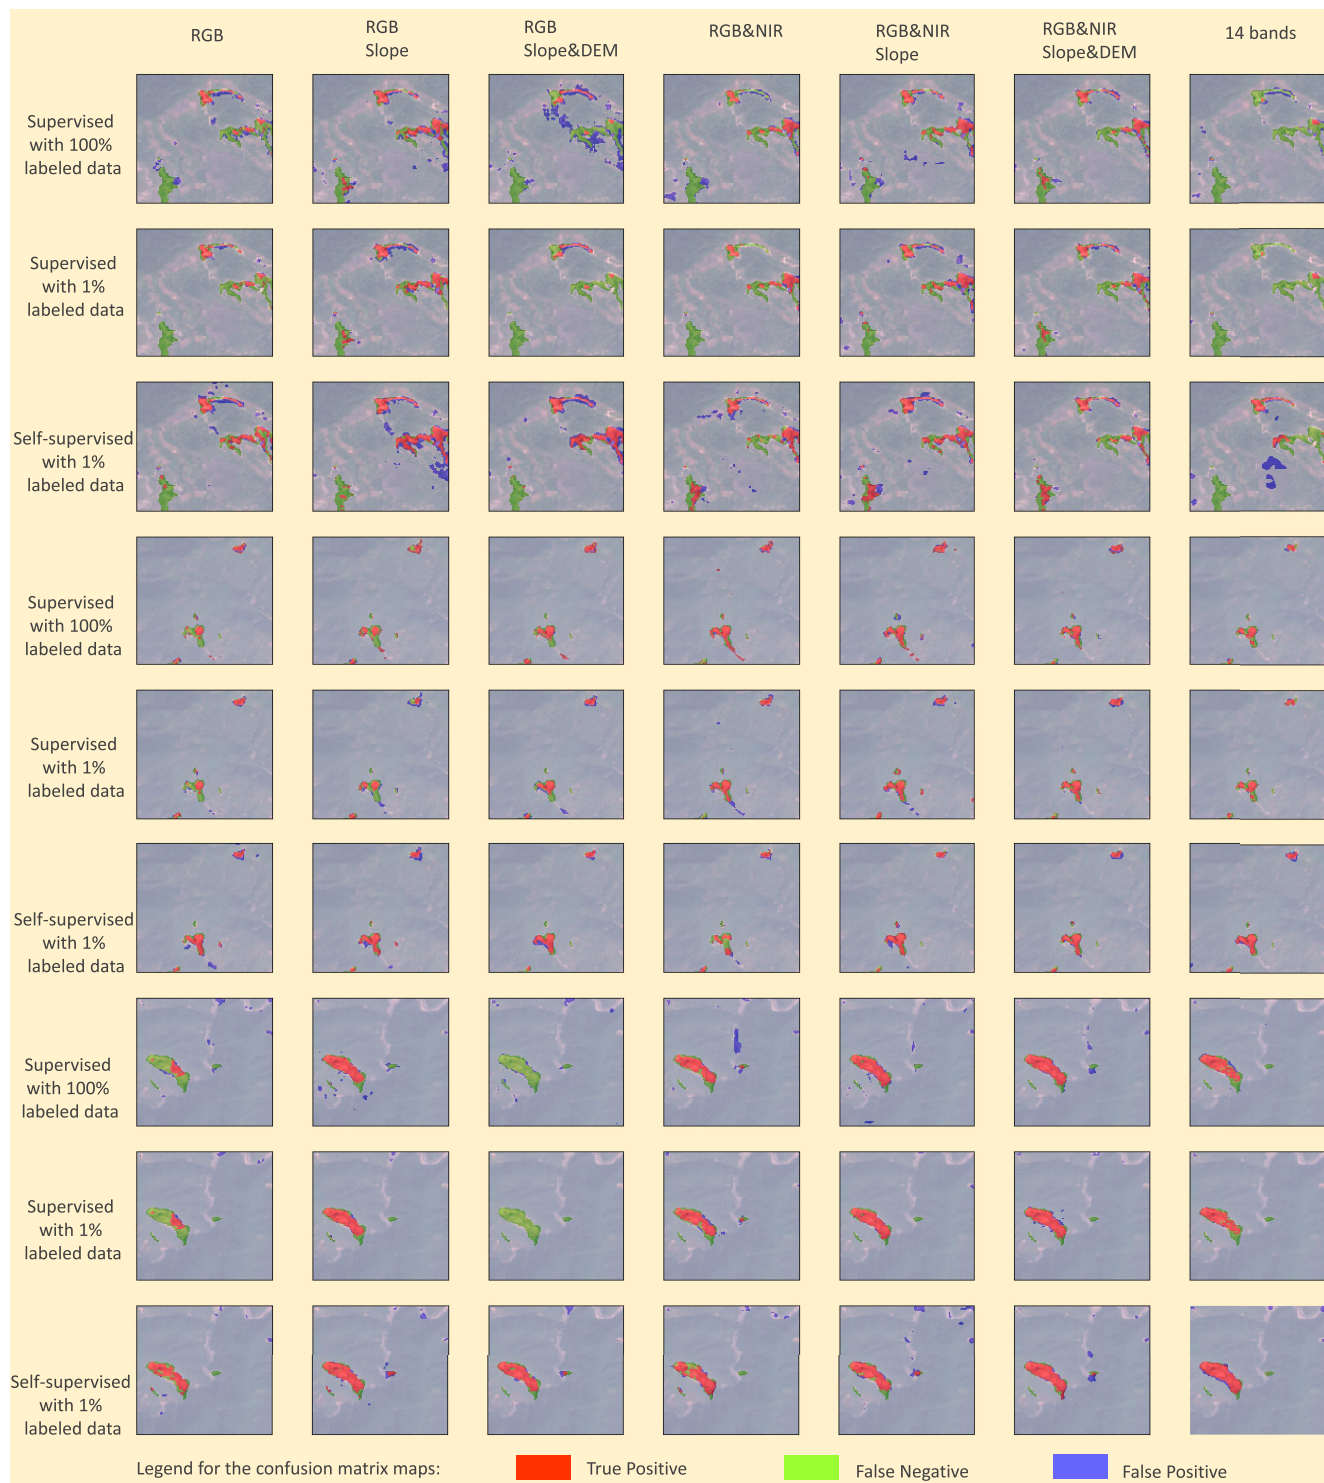 RGB
RGB
Slope
RGB
Slope&DEM
RGB&NIR
RGB&NIR
Slope
RGB&NIR
Slope&DEM
14 bands
Supervised
with 100%
labeled data
Supervised
with 1%
labeled data
Self-supervised
with 1%
labeled data
Supervised
with 100%
labeled data
Supervised
with 1%
labeled data
Self-supervised
with 1%
labeled data
Supervised
with 100%
labeled data
Supervised
with 1%
labeled data
Self-supervised
with 1%
labeled data
Legend for the confusion matrix maps:
True Positive
False Negative
False Positive